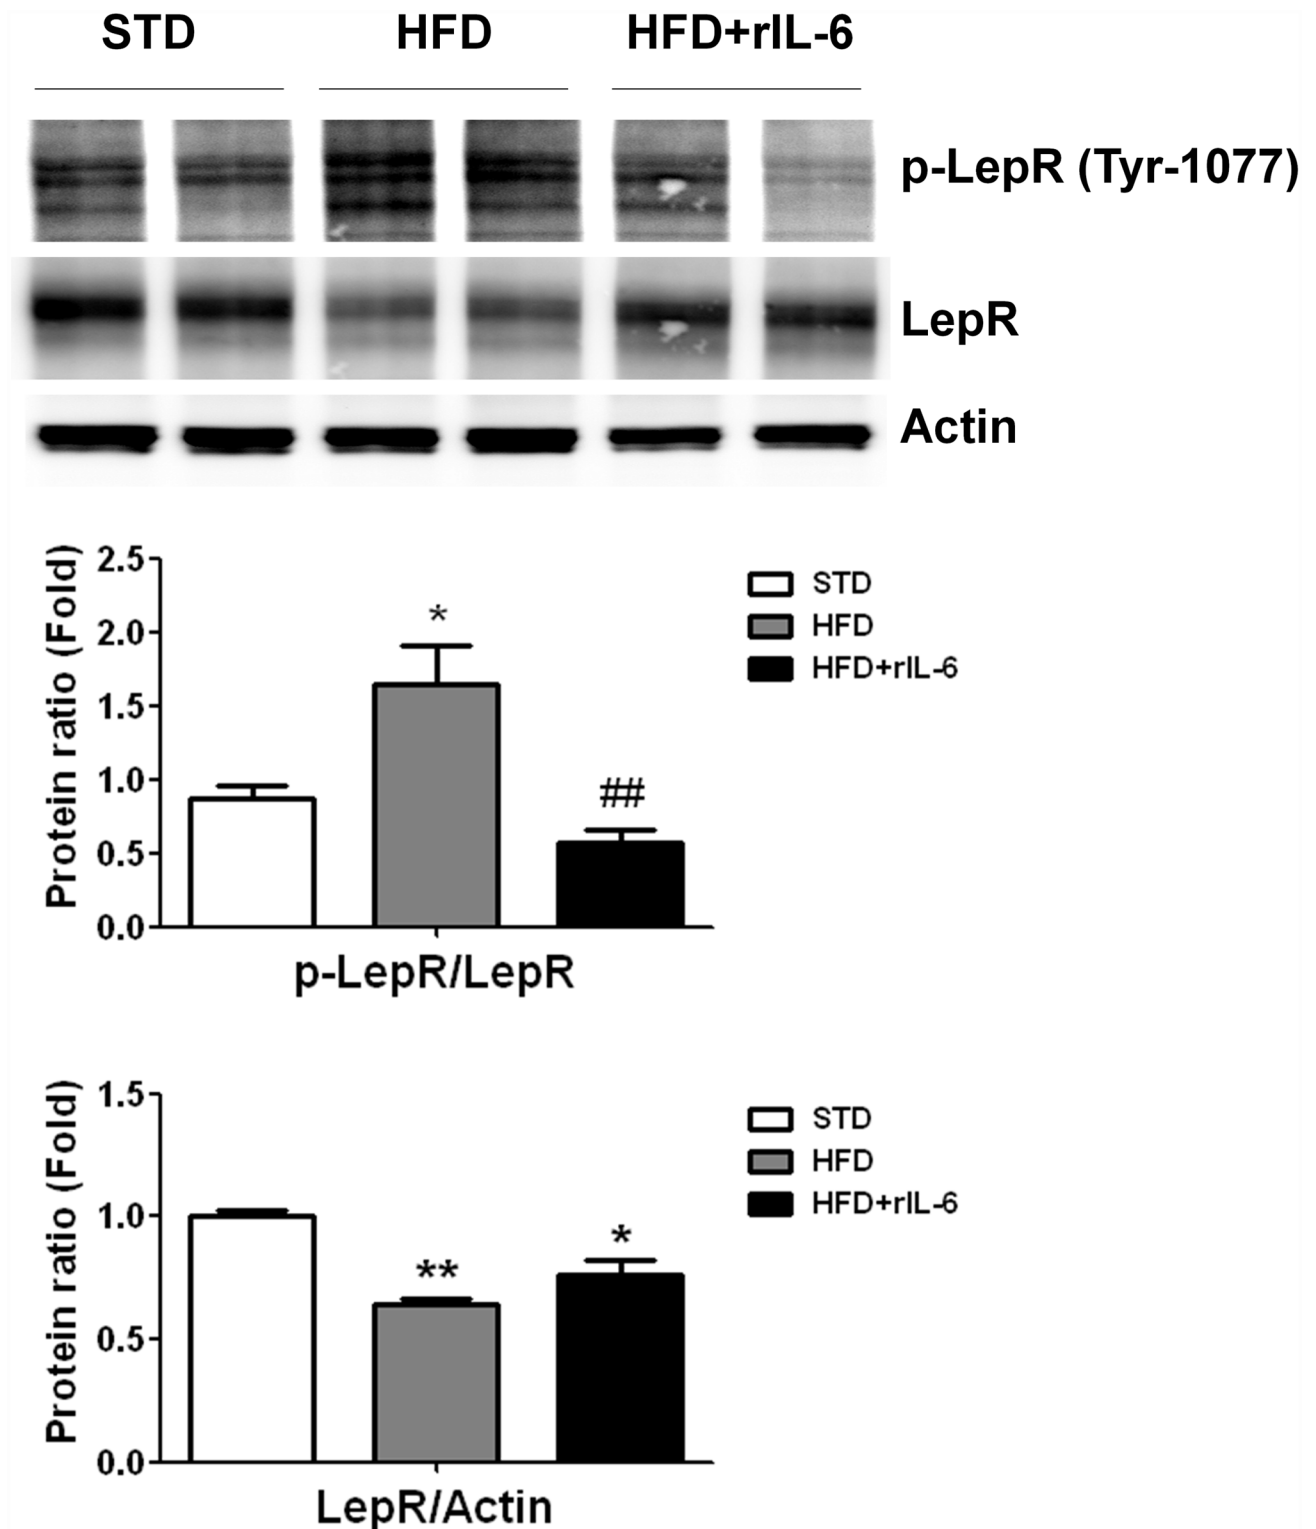 STD HFD HFD+rIL-6
p-LepR (Tyr-1077)
LepR
Actin
Protein ratio (Fold)
2.5
2.0
1.5
1.0
0.5
0.0
*
##
p-LepR/LepR
STD
HFD
HFD+rIL-6
Protein ratio (Fold)
1.5
1.0
0.5
0.0
**
*
LepR/Actin
STD
HFD
HFD+rIL-6